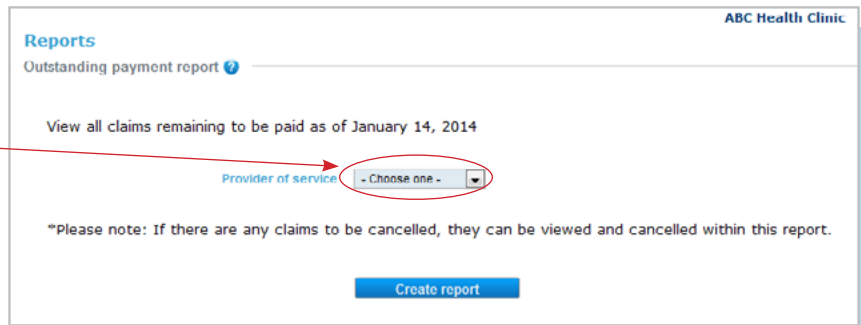 ABC Health Clinic
Reports
Outstanding payment report ?
View all claims remaining to be paid as of January 14, 2014
Provider of service - Choose one -
*Please note: If there are any claims to be cancelled, they can be viewed and cancelled within this report.
Create report